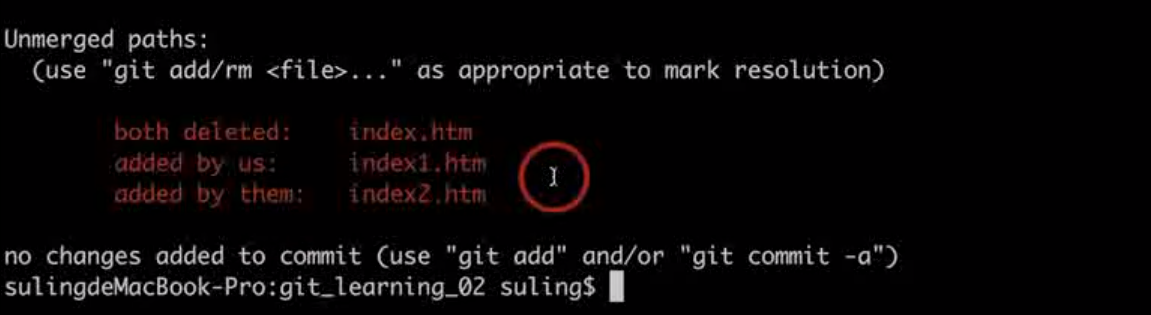 Unmerged paths:
(use "git add/rm <file>..." as appropriate to mark resolution)
both deleted: index.htm
added by us: index1.htm
added by them: index2.htm
no changes added to commit (use "git add" and/or "git commit -a")
sulingdeMacBook-Pro:git_learning_02 suling$